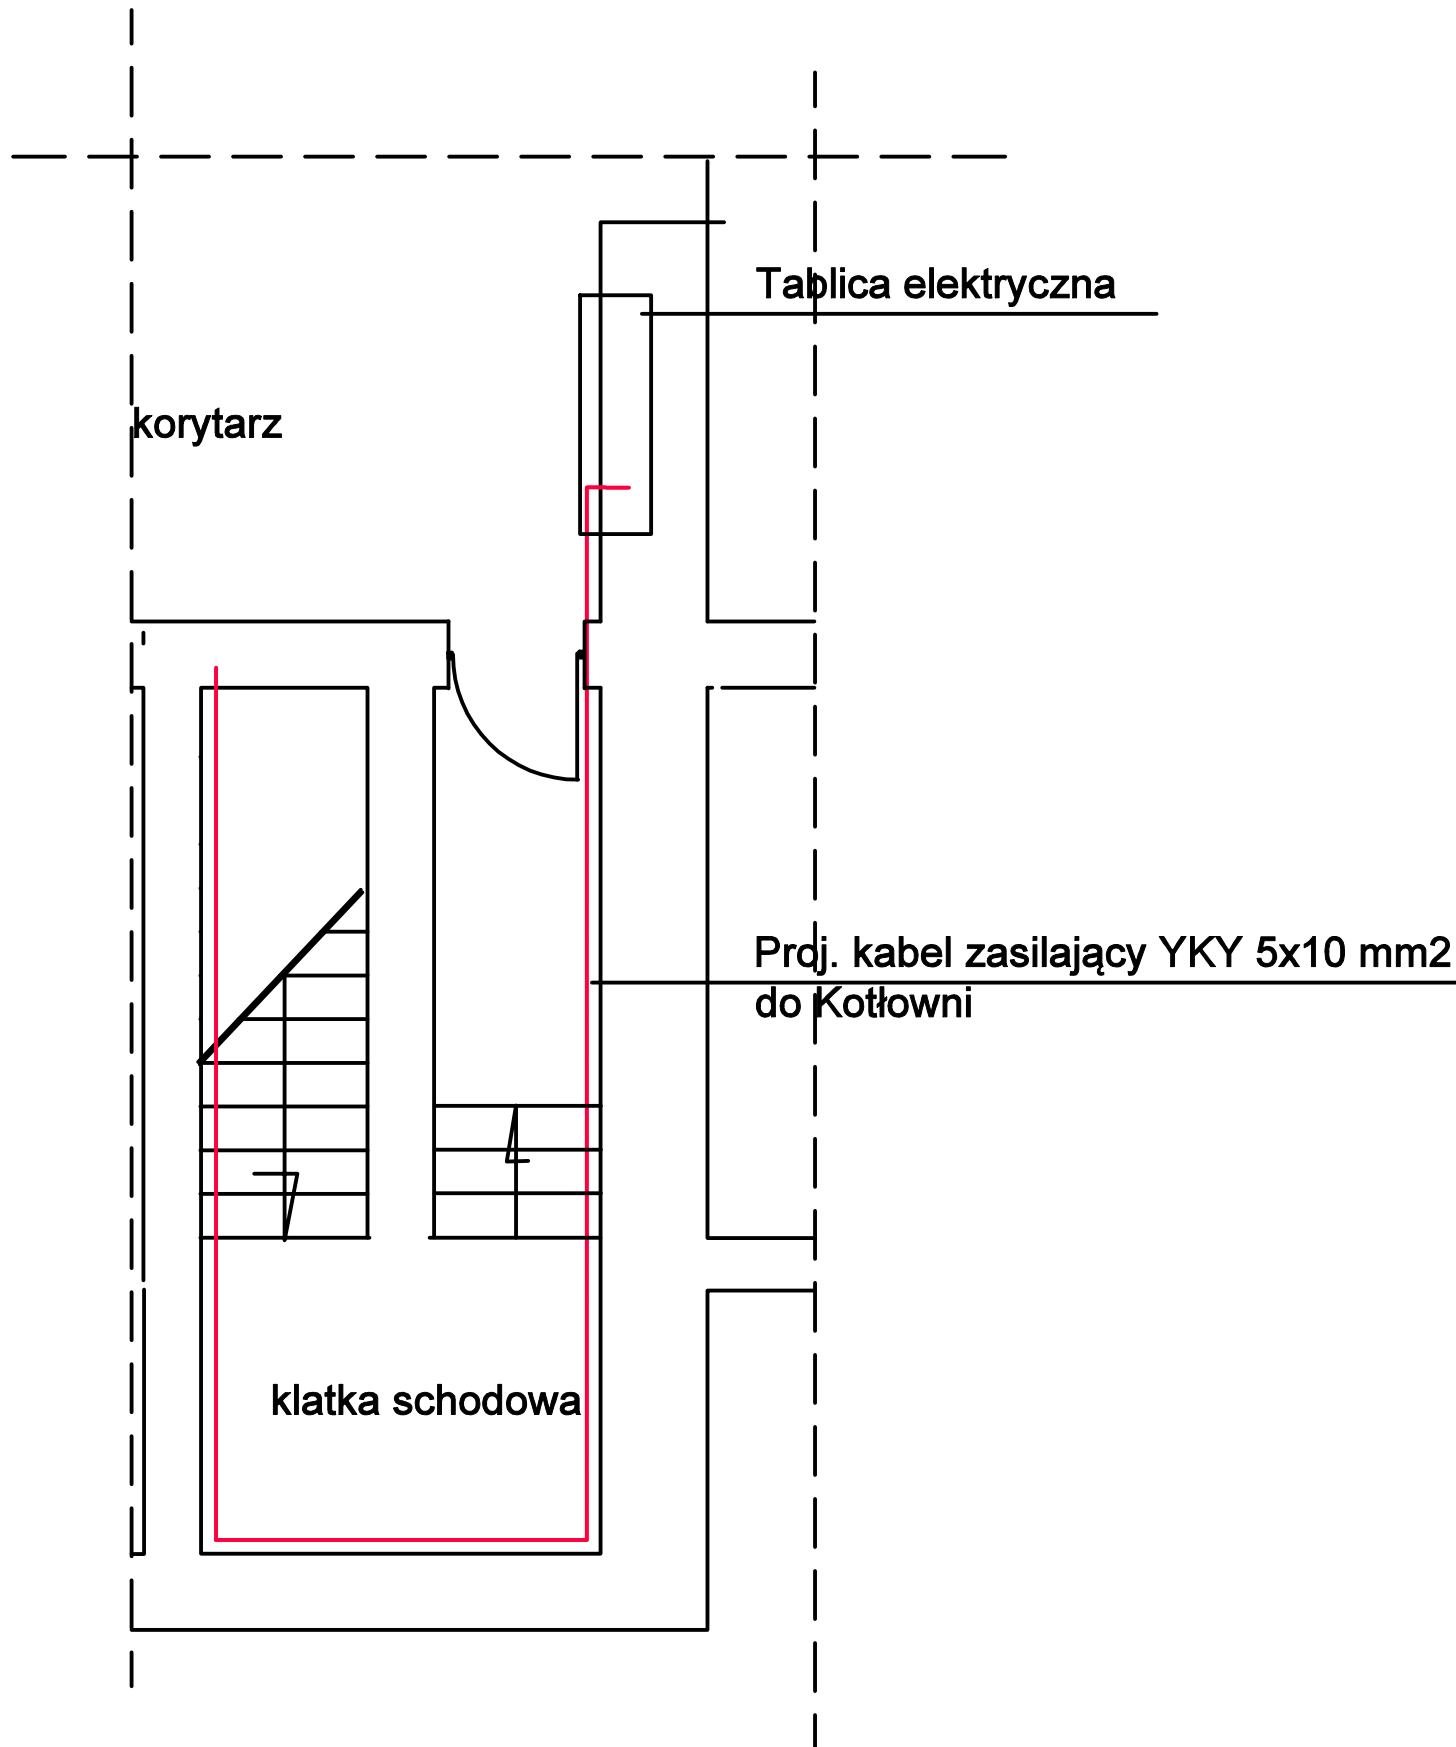 Tablica elektryczna
korytarz
Proj. kabel zasilający YKY 5x10 mm2
do Kotłowni
klatka schodowa